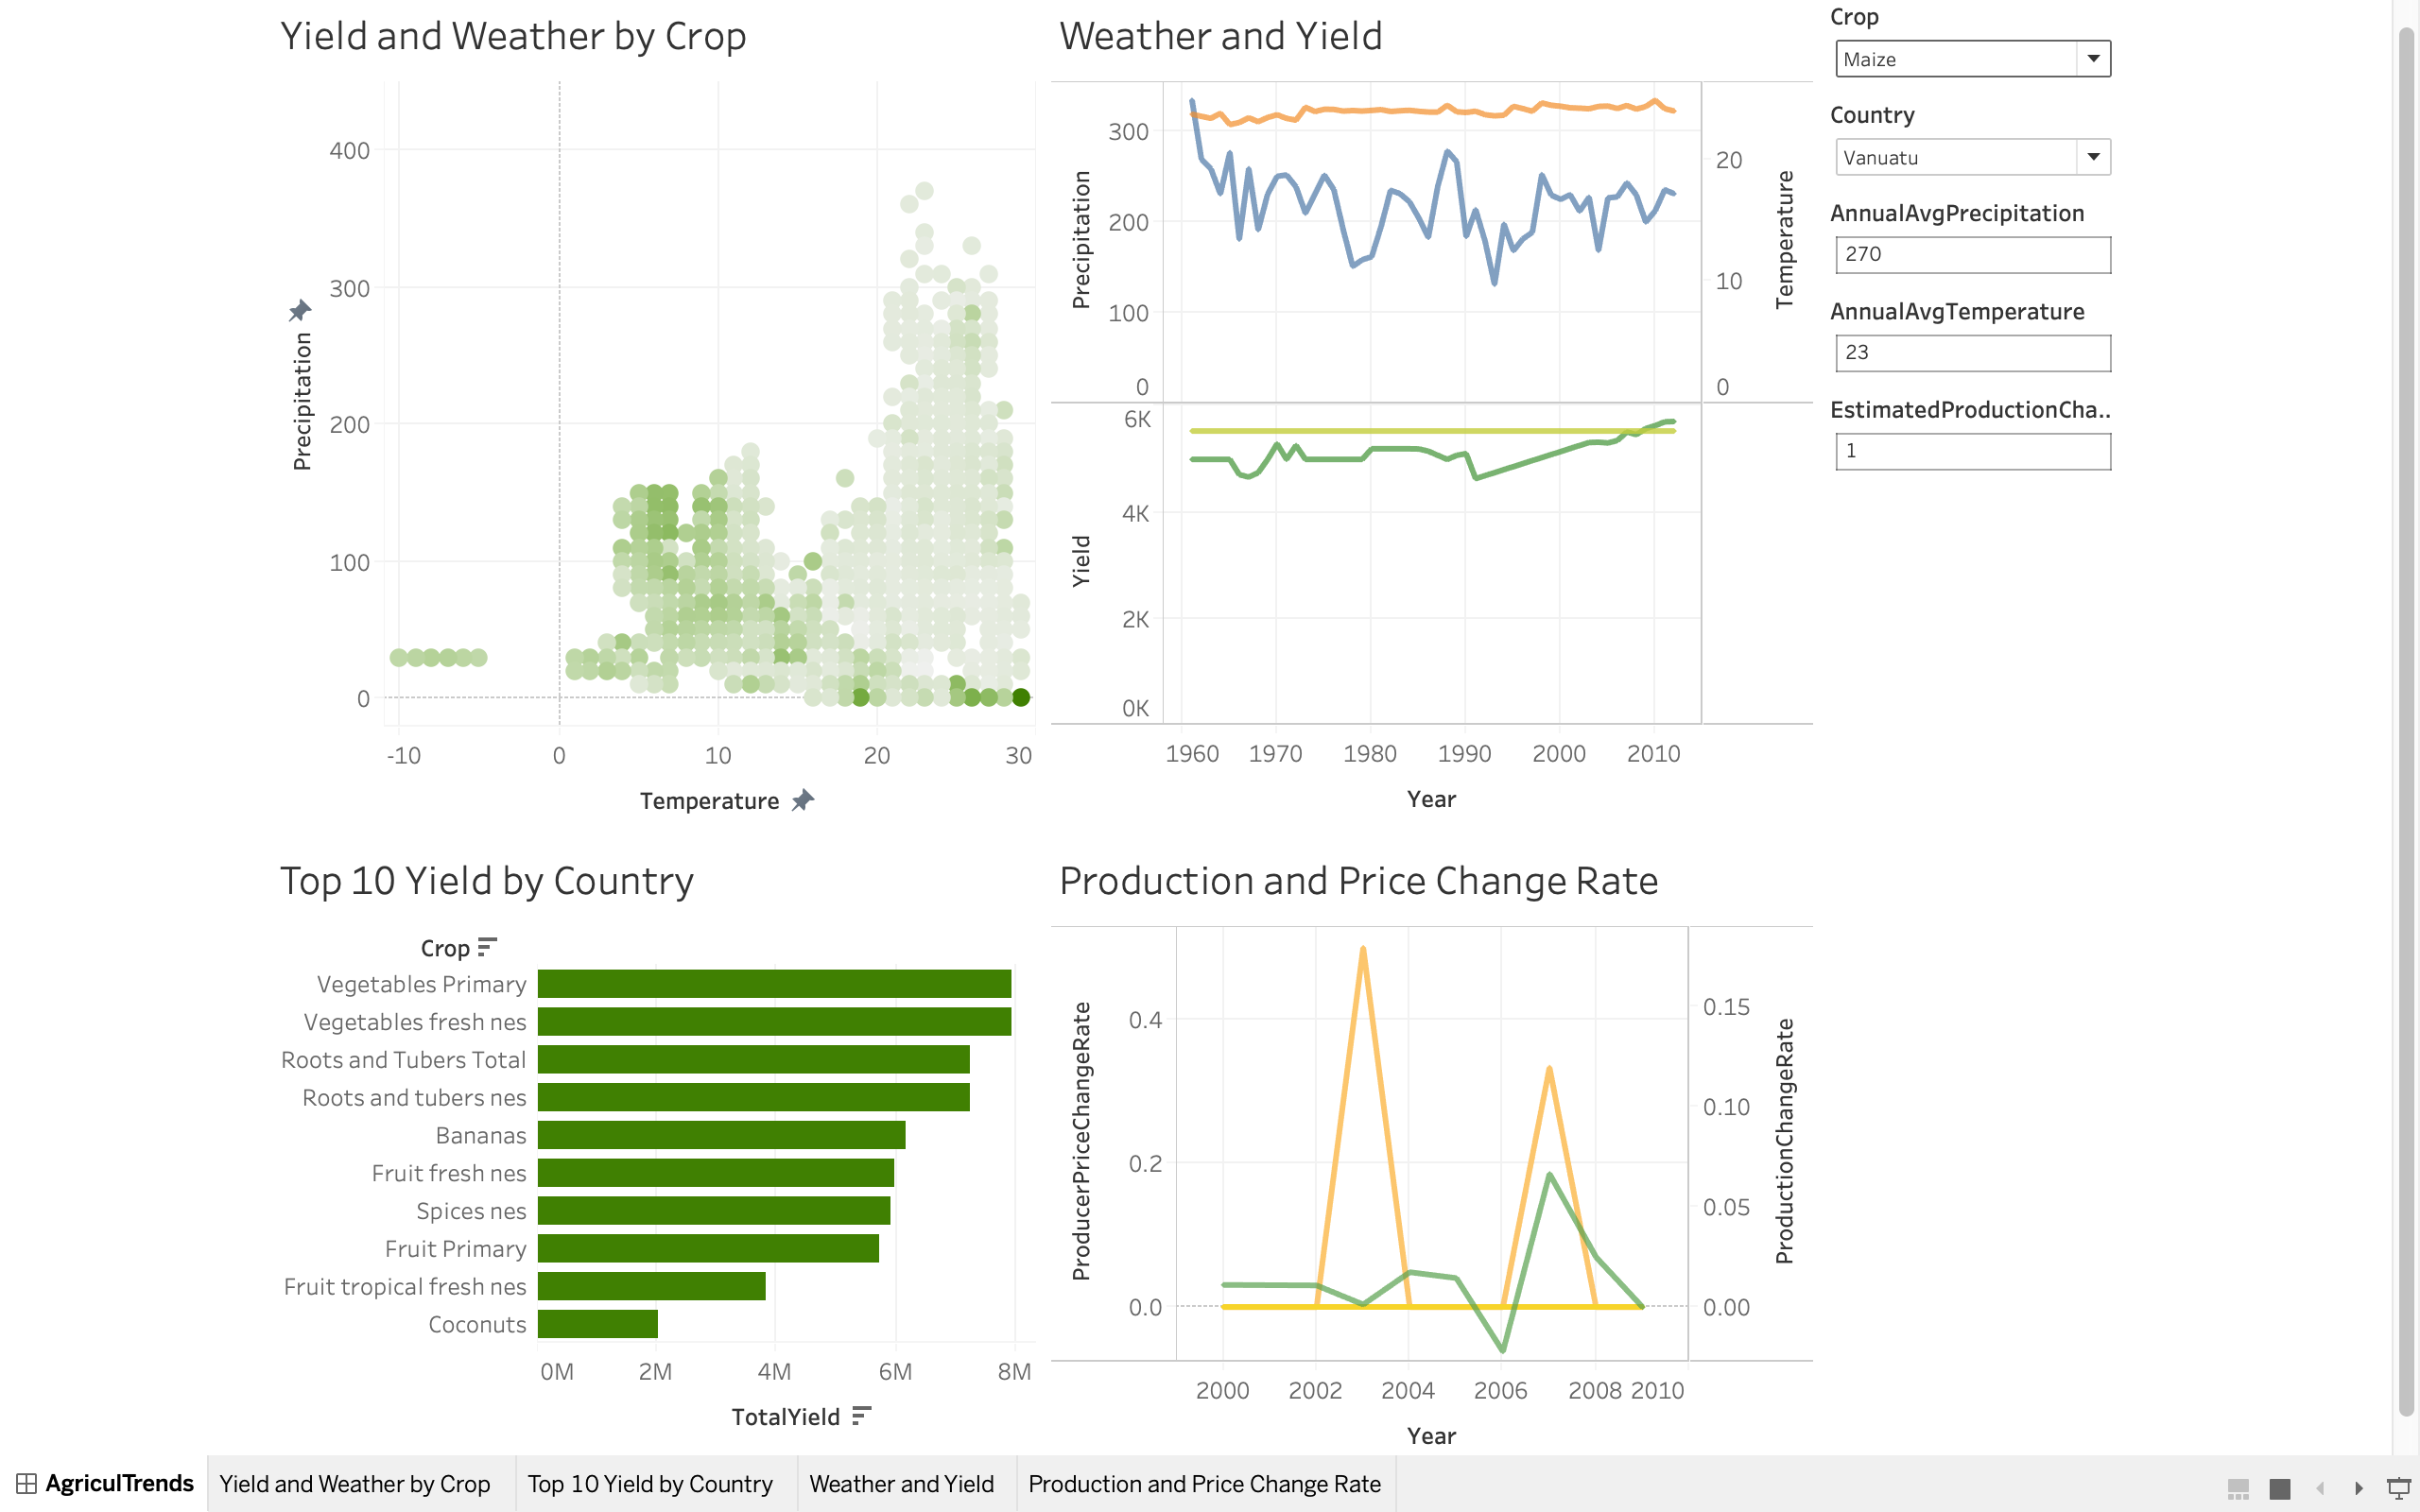 Yield and Weather by Crop
Precipitation
400
300
200
100
0
-10
0
10
20
30
Temperature
Weather and Yield
Precipitation
300
200
100
0
20
10
0
Temperature
Yield
6K
4K
2K
0K
1960
1970
1980
1990
2000
2010
Year
Crop
Maize
Country
Vanuatu
AnnualAvgPrecipitation
270
AnnualAvgTemperature
23
EstimatedProductionCha..
1
Top 10 Yield by Country
Crop
Vegetables Primary
Vegetables fresh nes
Roots and Tubers Total
Roots and tubers nes
Bananas
Fruit fresh nes
Spices nes
Fruit Primary
Fruit tropical fresh nes
Coconuts
0M
2M
4M
6M
8M
TotalYield
Production and Price Change Rate
ProducerPriceChangeRate
0.4
0.2
0.0
0.15
0.10
0.05
0.00
ProductionChangeRate
2000
2002
2004
2006
2008
2010
Year
AgriculTrends
Yield and Weather by Crop
Top 10 Yield by Country
Weather and Yield
Production and Price Change Rate